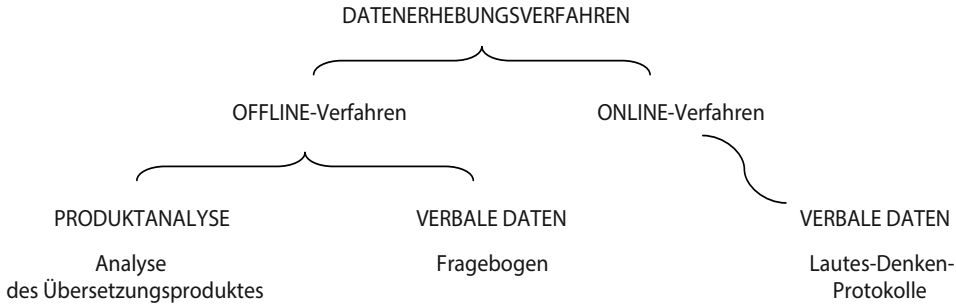 DATENERHEBUNGSVERFAHREN
OFFLINE-Verfahren
ONLINE-Verfahren
PRODUKTANALYSE
VERBALE DATEN
VERBALE DATEN
Analyse
des Übersetzungsproduktes
Fragebogen
Lautes-Denken-
Protokolle